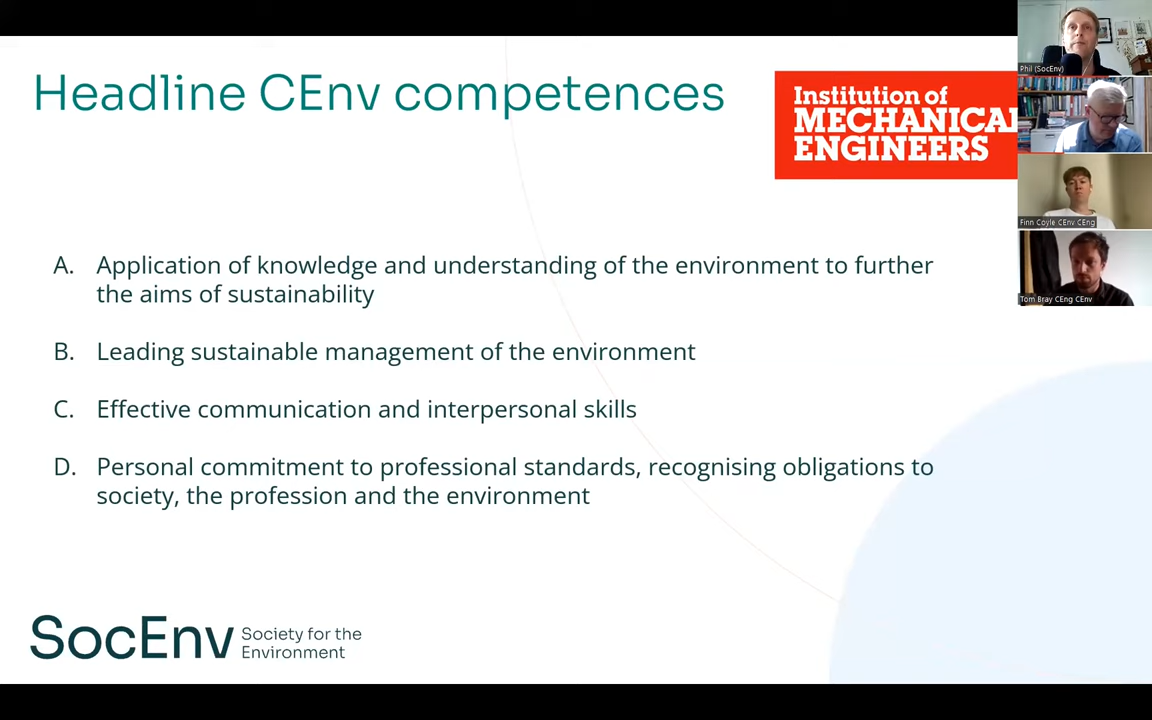 Headline CEnv competences
Institution of
MECHANICAL
ENGINEERS
Phil (SocEnv)
Finn Coyle CEnv CEng
Tom Bray CEng CEnv
A. Application of knowledge and understanding of the environment to further
the aims of sustainability
B. Leading sustainable management of the environment
C. Effective communication and interpersonal skills
D. Personal commitment to professional standards, recognising obligations to
society, the profession and the environment
SocEnv
Society for the
Environment